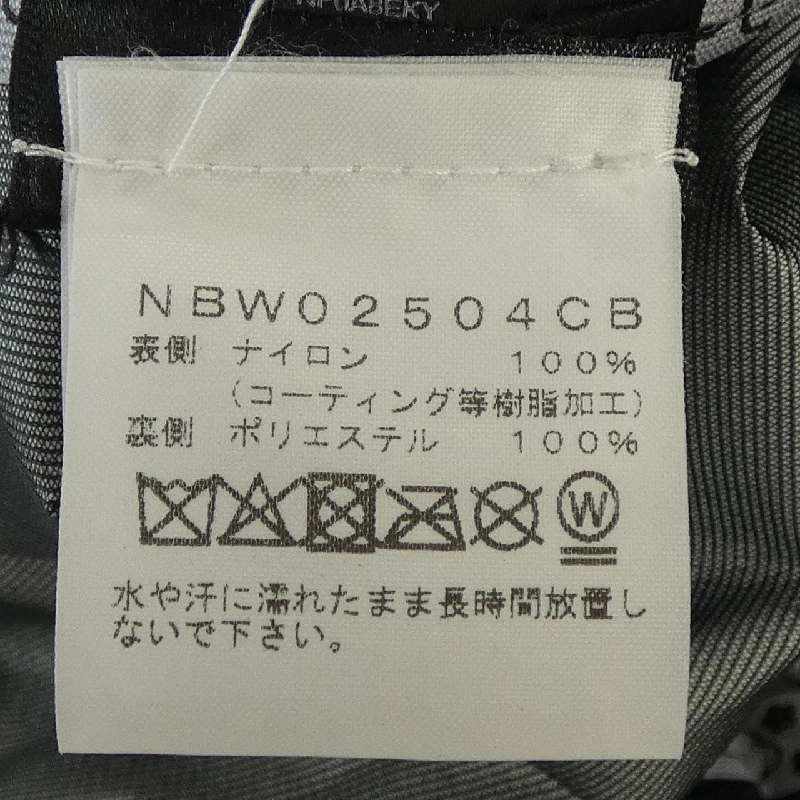 NF0A8EKY
NBW02504CB
表側 ナイロン 100%
(コーティング等樹脂加工)
裏側 ポリエステル 100%
W
水や汗に濡れたまま長時間放置し
ないで下さい。